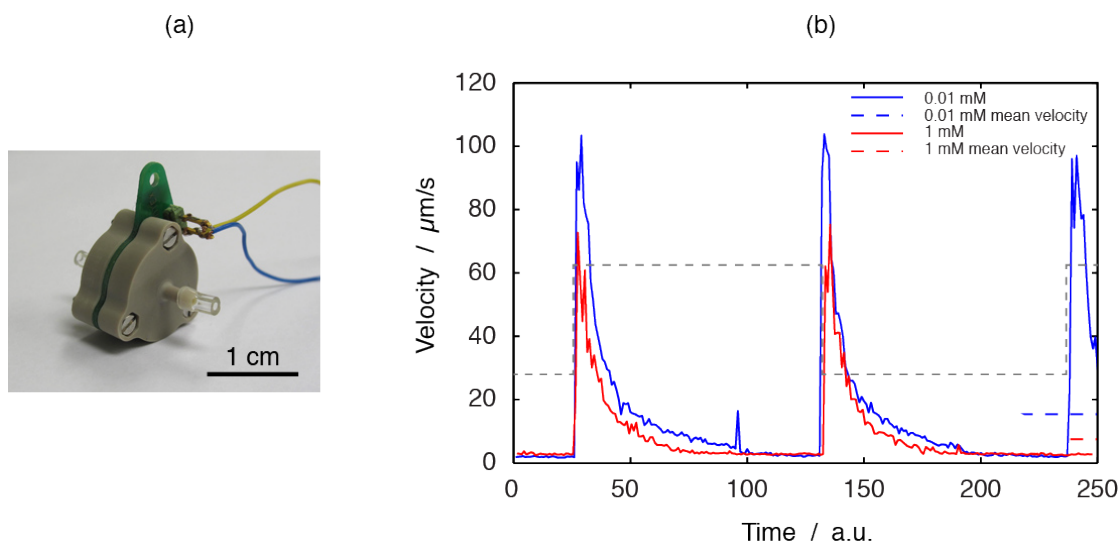 (a)
(b)
1 cm
Velocity / µm/s
120
100
80
60
40
20
0
0.01 mM
0.01 mM mean velocity
1 mM
1 mM mean velocity
0 50 100 150 200 250
Time / a.u.